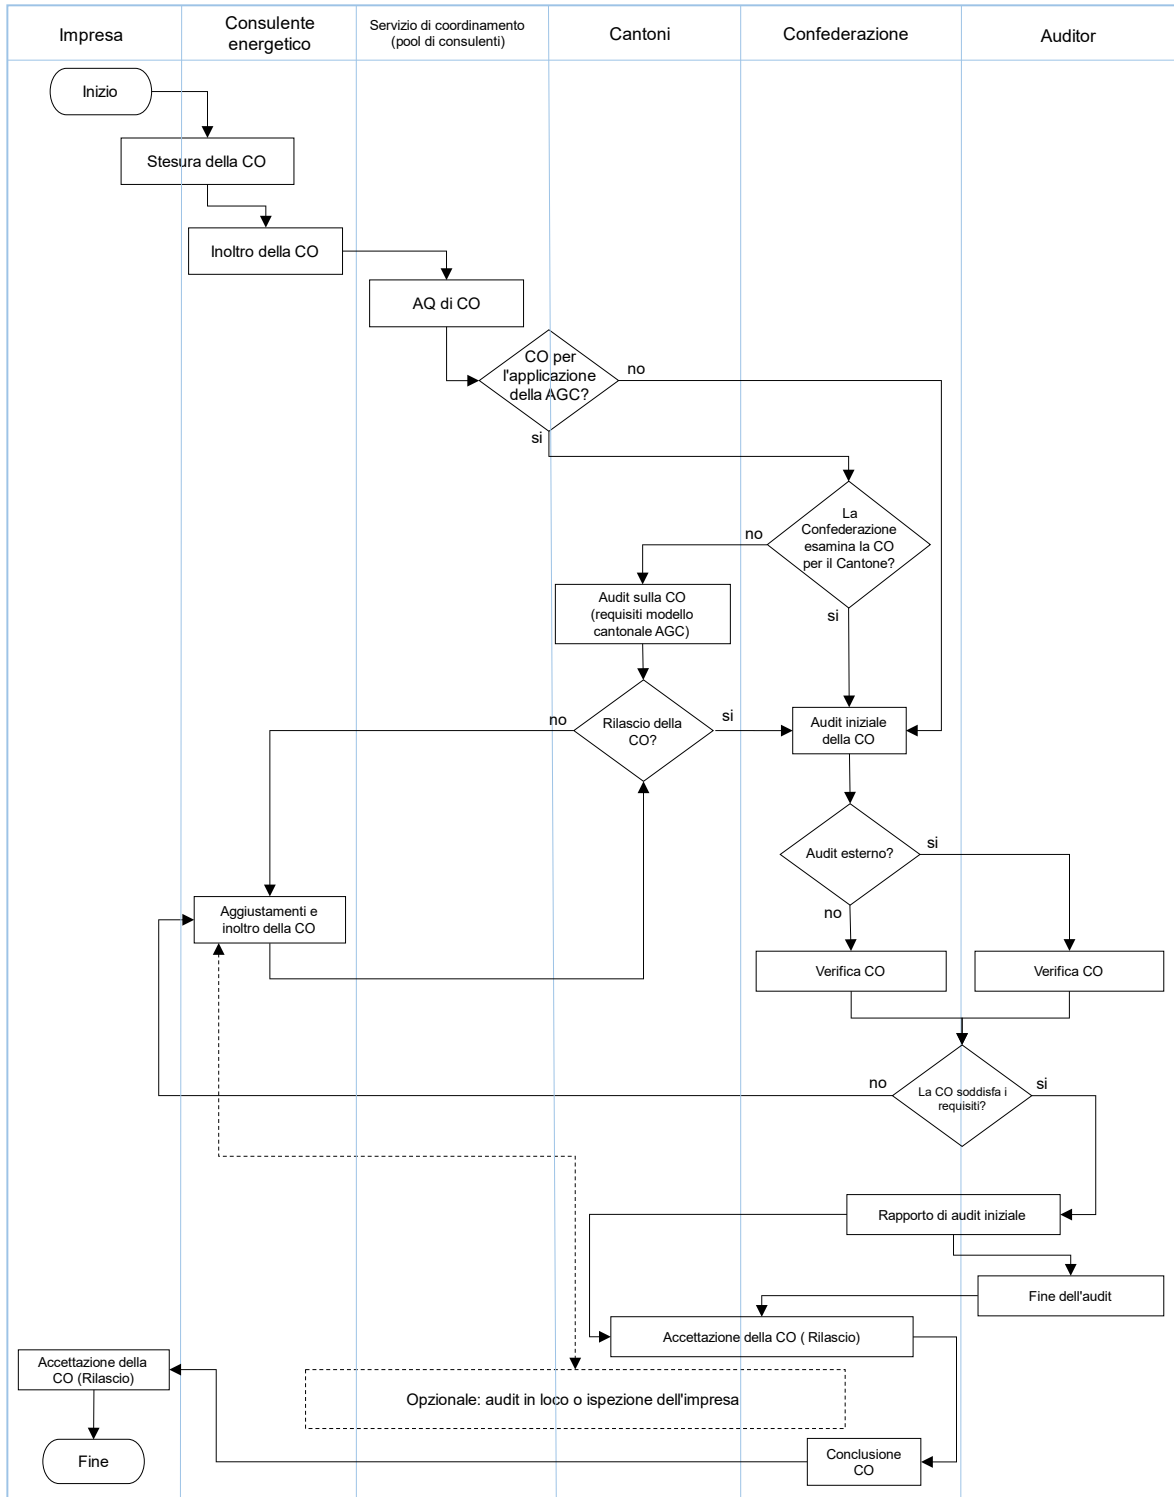 Impresa
Consulente
energetico
Servizio di coordinamento
(pool di consulenti)
Cantoni
Confederazione
Auditor
Inizio
Stesura della CO
Inoltro della CO
AQ di CO
CO per
l'applicazione
della AGC?
no
si
La
Confederazione
esamina la CO
per il Cantone?
no
si
Audit sulla CO
(requisiti modello
cantonale AGC)
Rilascio della
CO?
no
si
Audit iniziale
della CO
Audit esterno?
si
no
Aggiustamenti e
inoltro della CO
Verifica CO
Verifica CO
La CO soddisfa i
requisiti?
no
si
Rapporto di audit iniziale
Fine dell'audit
Accettazione della CO ( Rilascio)
Accettazione della
CO (Rilascio)
Opzionale: audit in loco o ispezione dell'impresa
Conclusione
CO
Fine